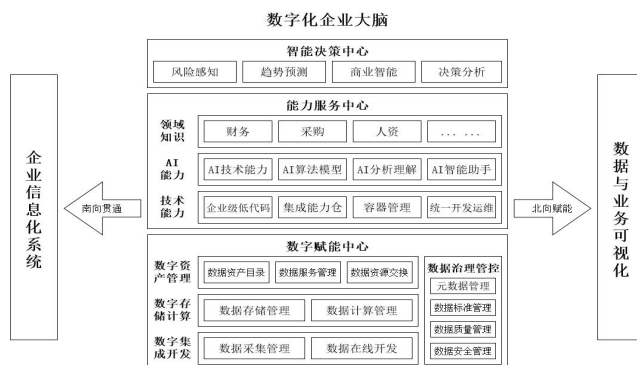 数字化企业大脑
智能决策中心
风险感知 趋势预测 商业智能 决策分析
能力服务中心
领域
知识
财务 采购 人资 ... ...
AI
能力
AI技术能力 AI算法模型 AI分析理解 AI智能助手
技术
能力
企业级低代码 集成能力仓 容器管理 统一开发运维
数字赋能中心
数字资
产管理
数据资产目录 数据服务管理 数据资源交换
数字存
储计算
数据存储管理 数据计算管理
数字集
成开发
数据采集管理 数据在线开发
数据治理管控
元数据管理
数据标准管理
数据质量管理
数据安全管理
企业信息化系统
南向贯通
北向赋能
数据与业务可视化